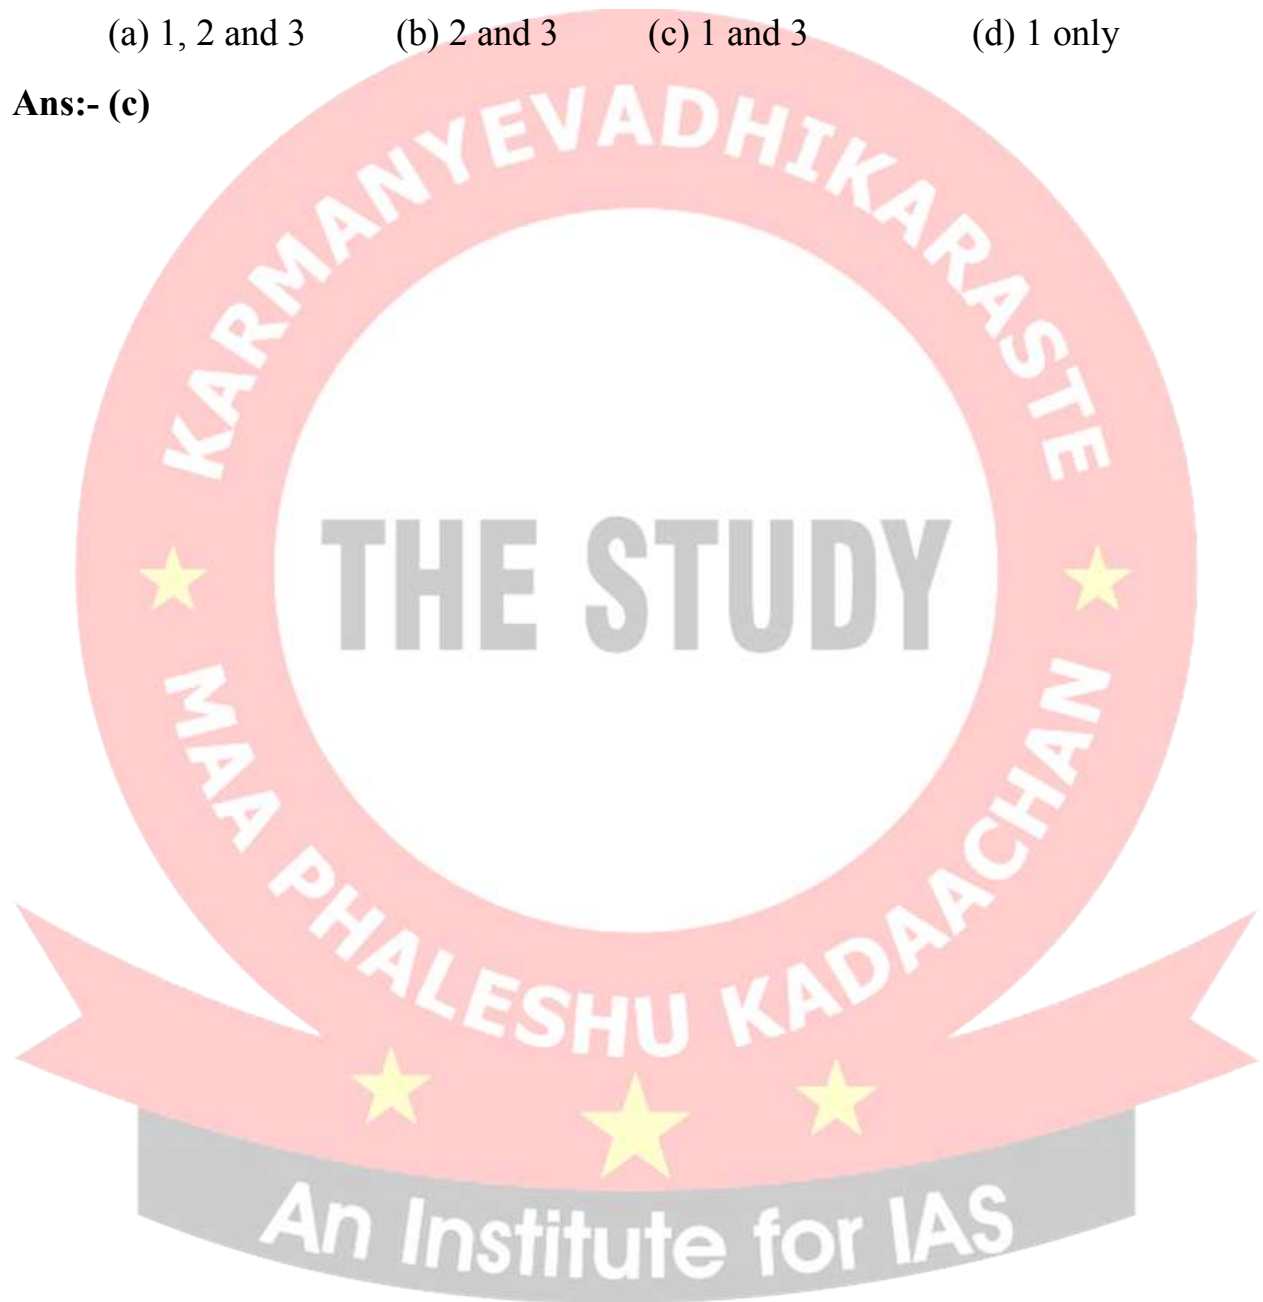 (a) 1, 2 and 3 (b) 2 and 3 (c) 1 and 3 (d) 1 only
Ans:- (c)
KARMANYEVADHIKARASTE
THE STUDY
MAA PHALESHU KADAACHAN
An Institute for IAS